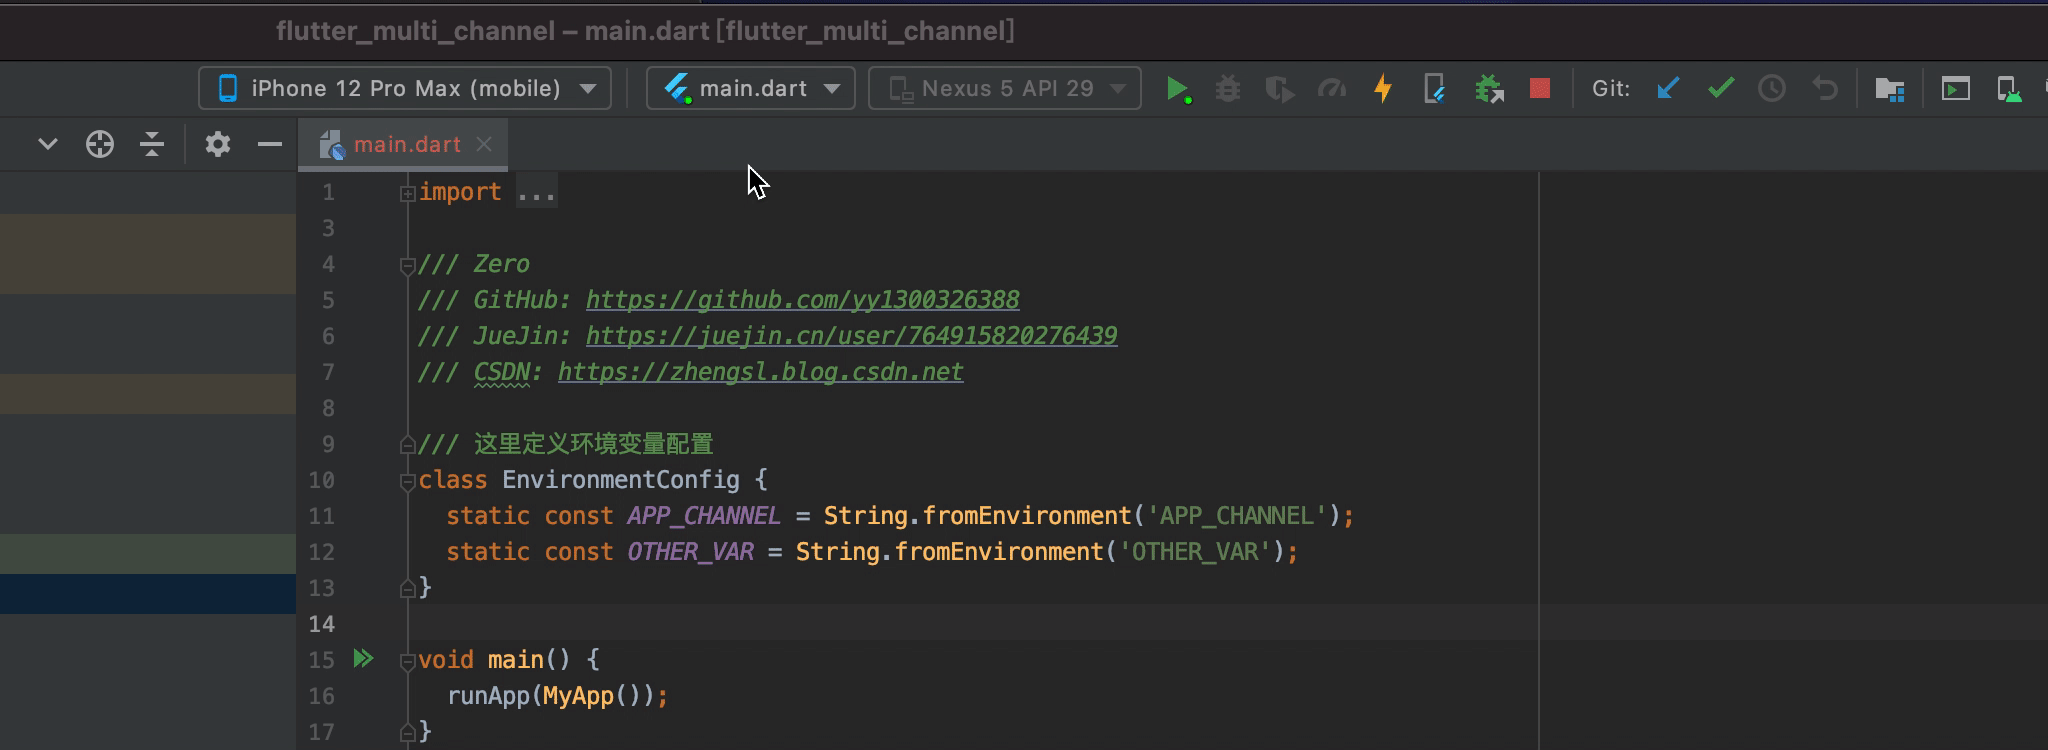 flutter_multi_channel – main.dart [flutter_multi_channel]
iPhone 12 Pro Max (mobile) main.dart Nexus 5 API 29 Git:
main.dart
1 import ...
3
4 /// Zero
5 /// GitHub: https://github.com/yy1300326388
6 /// JueJin: https://juejin.cn/user/764915820276439
7 /// CSDN: https://zhengsl.blog.csdn.net
8
9 /// 这里定义环境变量配置
10 class EnvironmentConfig {
11 static const APP_CHANNEL = String.fromEnvironment('APP_CHANNEL');
12 static const OTHER_VAR = String.fromEnvironment('OTHER_VAR');
13 }
14
15 void main() {
16 runApp(MyApp());
17 }